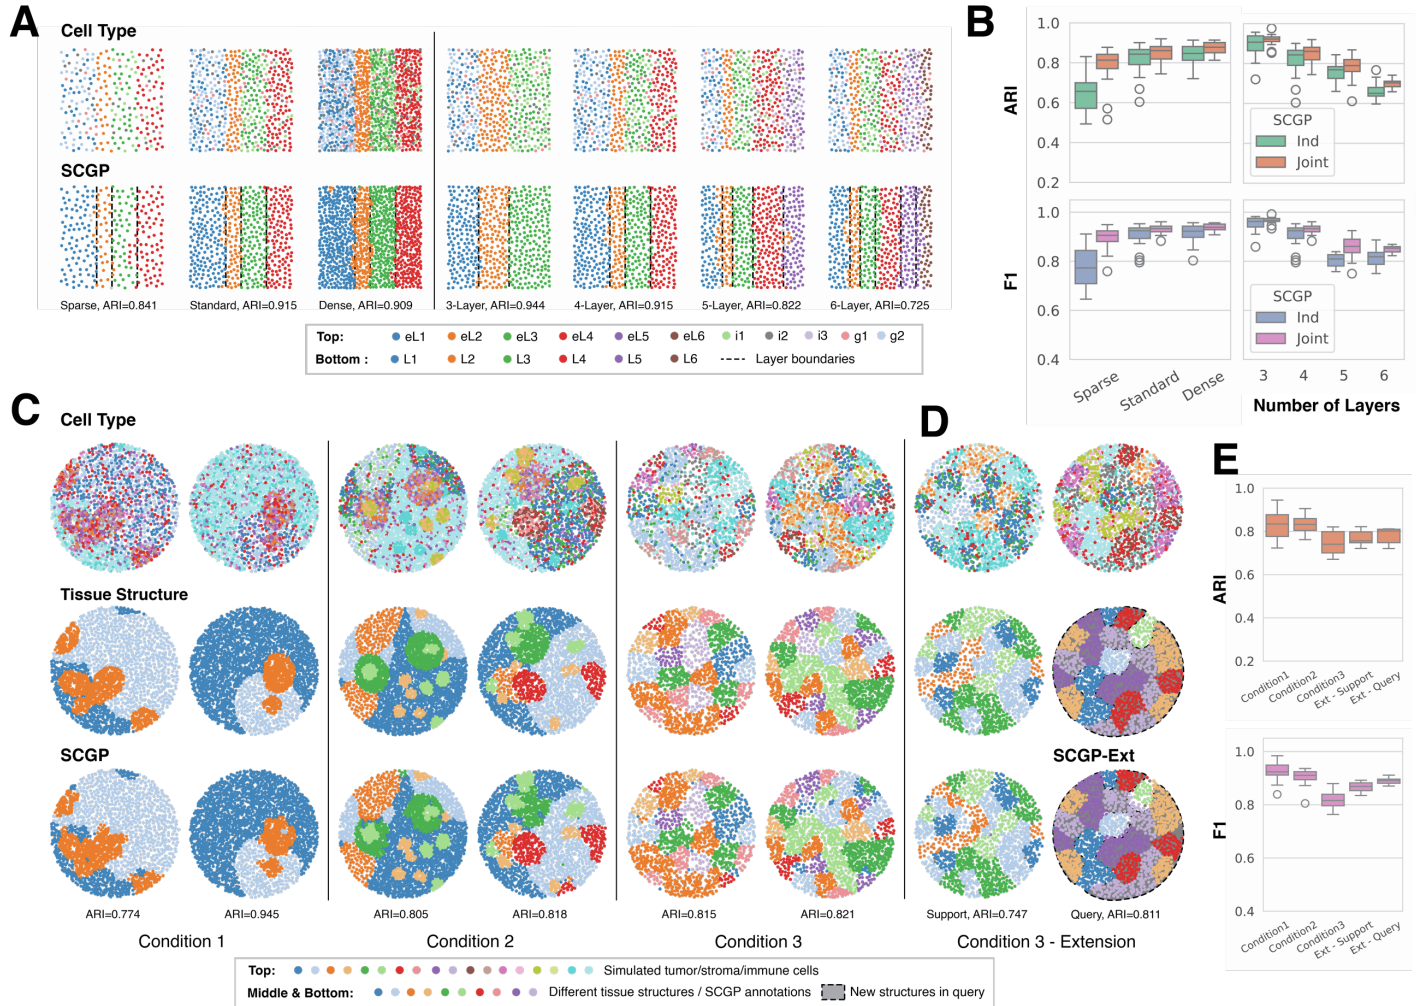 A
Cell Type
SCGP
Sparse, ARI=0.841
Standard, ARI=0.915
Dense, ARI=0.909
3-Layer, ARI=0.944
4-Layer, ARI=0.915
5-Layer, ARI=0.822
6-Layer, ARI=0.725
Top: eL1 eL2 eL3 eL4 eL5 eL6 i1 i2 i3 g1 g2
Bottom : L1 L2 L3 L4 L5 L6 Layer boundaries
B
1.0
0.8
0.6
0.4
0.2
ARI
SCGP
Ind
Joint
1.0
0.8
0.6
0.4
F1
SCGP
Ind
Joint
Sparse
Standard
Dense
3 4 5 6
Number of Layers
C
Cell Type
Tissue Structure
SCGP
ARI=0.774
ARI=0.945
ARI=0.805
ARI=0.818
ARI=0.815
ARI=0.821
Condition 1
Condition 2
Condition 3
D
SCGP-Ext
Support, ARI=0.747
Query, ARI=0.811
Condition 3 - Extension
Top: Simulated tumor/stroma/immune cells
Middle & Bottom: Different tissue structures / SCGP annotations New structures in query
E
1.0
0.8
0.6
0.4
0.2
ARI
Condition1
Condition2
Condition3
Ext - Support
Ext - Query
1.0
0.8
0.6
0.4
F1
Condition1
Condition2
Condition3
Ext - Support
Ext - Query